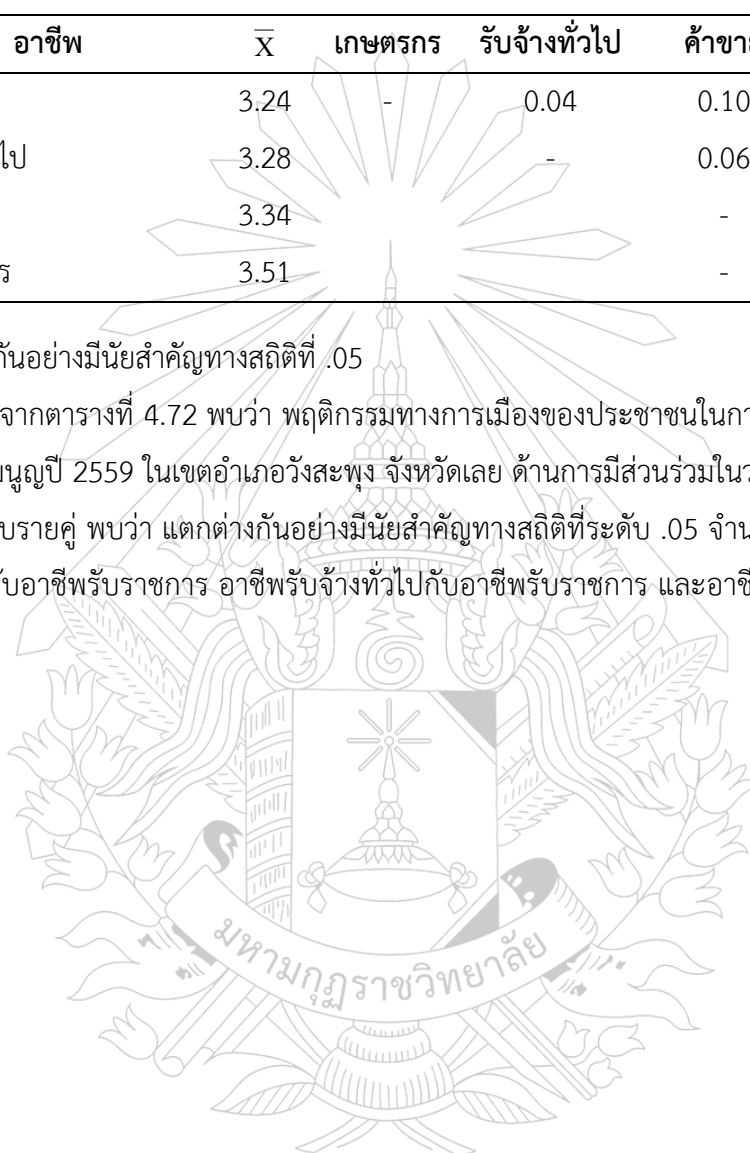 อาชีพ X̅ เกษตรกร รับจ้างทั่วไป ค้าขา
3.24 - 0.04 0.10
ไป 3.28 - 0.06
3.34 -
ร 3.51 -
กันอย่างมีนัยสำคัญทางสถิติที่ .05
จากตารางที่ 4.72 พบว่า พฤติกรรมทางการเมืองของประชาชนในกา
มนูญปี 2559 ในเขตอำเภอวังสะพุง จังหวัดเลย ด้านการมีส่วนร่วมใน
บรายคู่ พบว่า แตกต่างกันอย่างมีนัยสำคัญทางสถิติที่ระดับ .05 จำน
ับอาชีพรับราชการ อาชีพรับจ้างทั่วไปกับอาชีพรับราชการ และอาชี
มหามกุฏราชวิทยาลัย